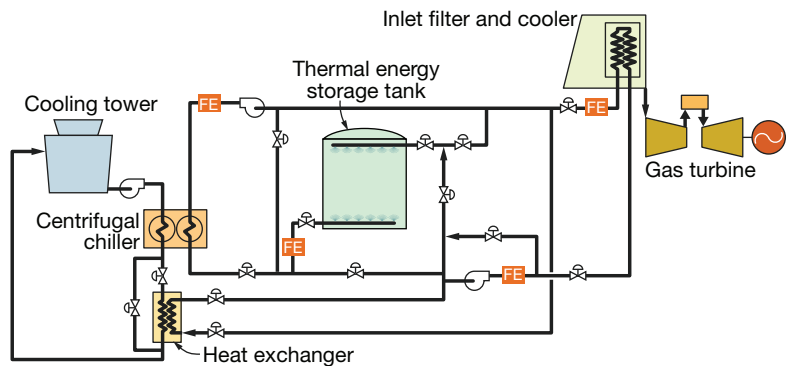 Inlet filter and cooler
Thermal energy
storage tank
Cooling tower
FE
FE
Gas turbine
Centrifugal
chiller
FE
FE
Heat exchanger